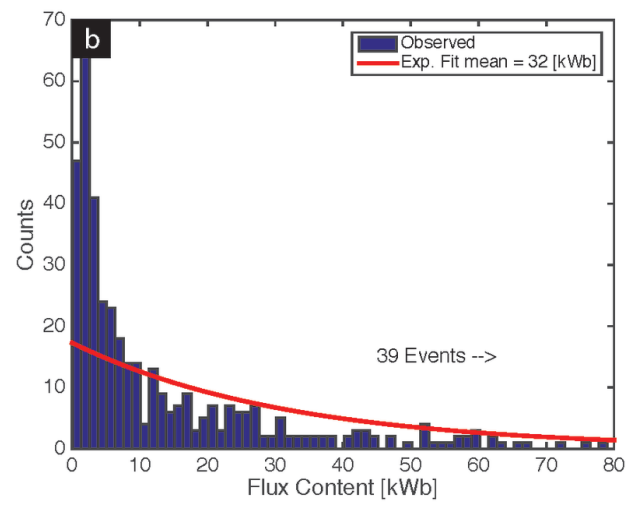 b
Observed
Exp. Fit mean = 32 [kWb]
39 Events -->
Counts
70
60
50
40
30
20
10
0
0 10 20 30 40 50 60 70 80
Flux Content [kWb]